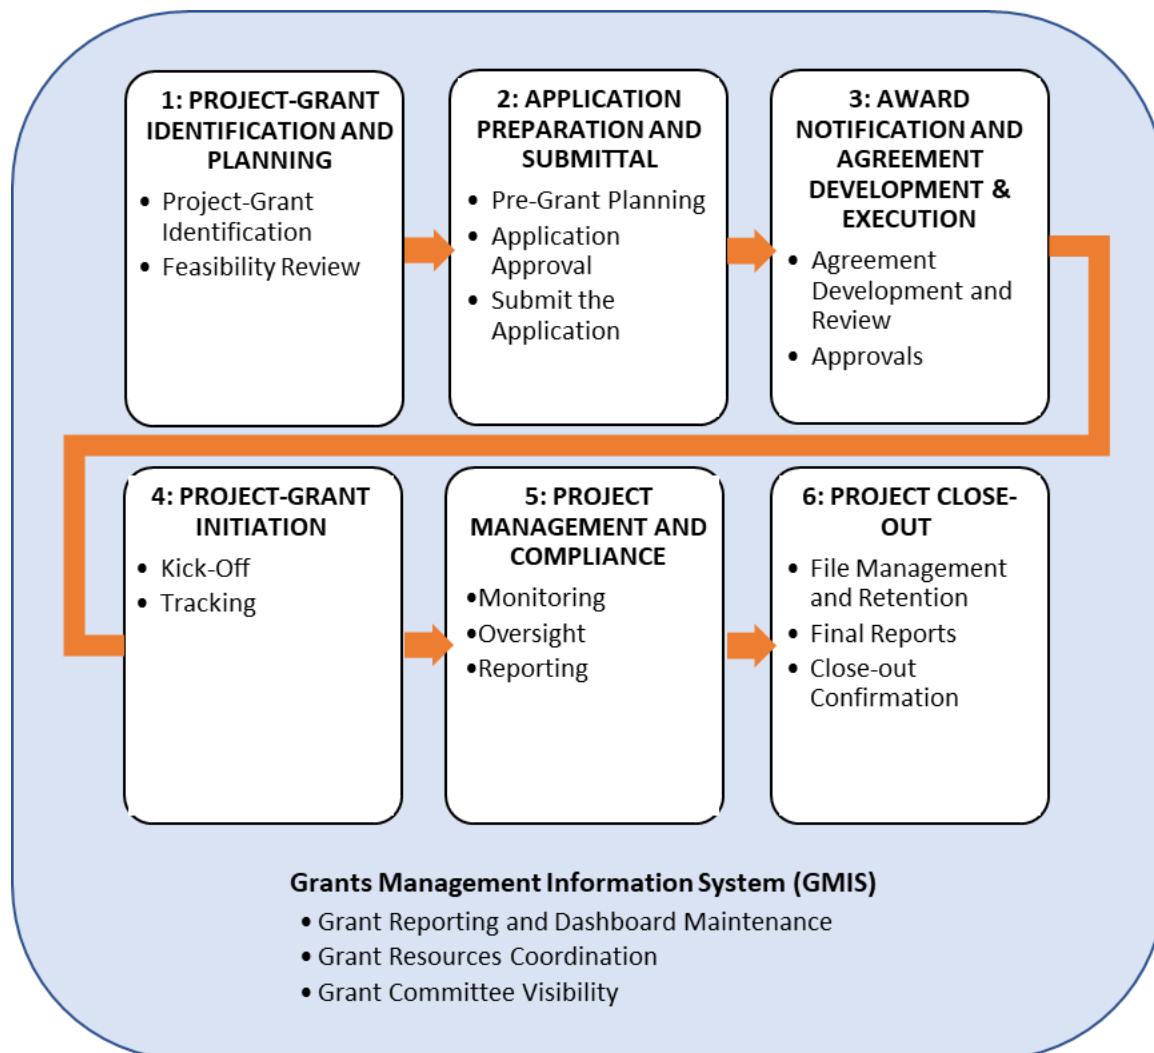 1: PROJECT-GRANT
IDENTIFICATION AND
PLANNING
• Project-Grant
Identification
• Feasibility Review
2: APPLICATION
PREPARATION AND
SUBMITTAL
• Pre-Grant Planning
• Application
Approval
• Submit the
Application
3: AWARD
NOTIFICATION AND
AGREEMENT
DEVELOPMENT &
EXECUTION
• Agreement
Development and
Review
• Approvals
4: PROJECT-GRANT
INITIATION
• Kick-Off
• Tracking
5: PROJECT
MANAGEMENT AND
COMPLIANCE
•Monitoring
•Oversight
•Reporting
6: PROJECT CLOSE-
OUT
• File Management
and Retention
• Final Reports
• Close-out
Confirmation
Grants Management Information System (GMIS)
• Grant Reporting and Dashboard Maintenance
• Grant Resources Coordination
• Grant Committee Visibility